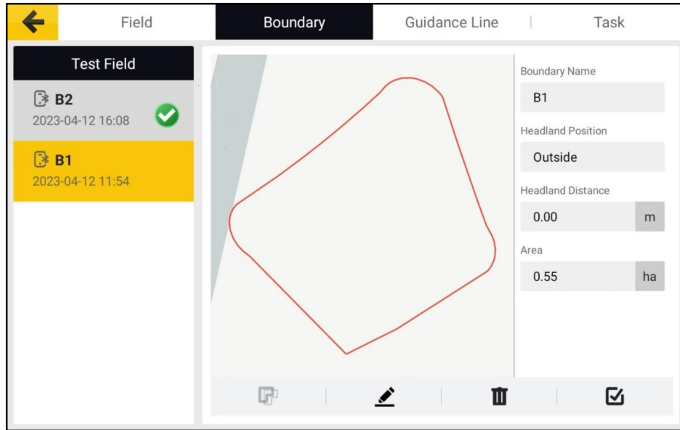 Field
Boundary
Guidance Line
Task
Test Field
B2
2023-04-12 16:08
B1
2023-04-12 11:54
Boundary Name
B1
Headland Position
Outside
Headland Distance
0.00 m
Area
0.55 ha